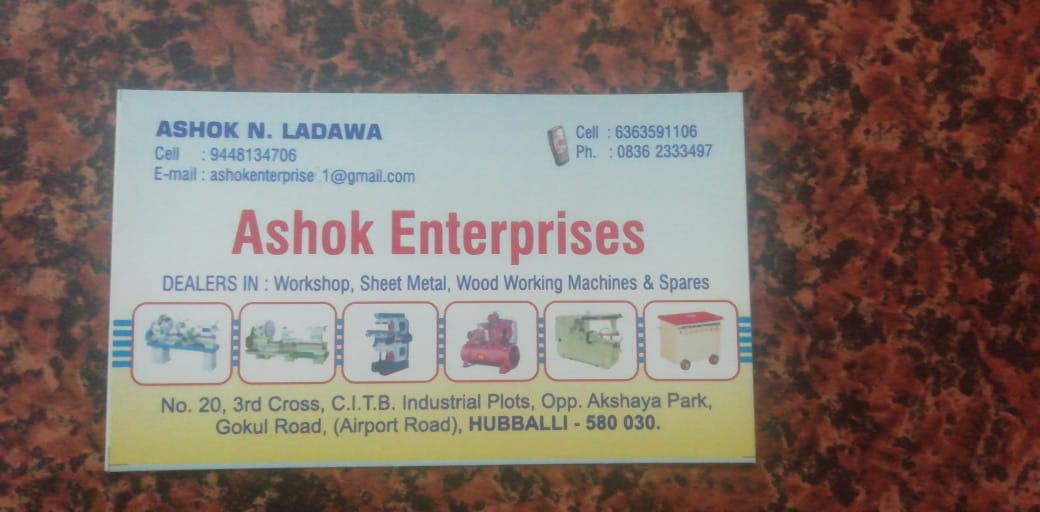 ASHOK N. LADAWA
Cell : 9448134706
E-mail : ashokenterprise_1@gmail.com
Cell : 6363591106
Ph. : 0836 2333497
Ashok Enterprises
DEALERS IN : Workshop, Sheet Metal, Wood Working Machines & Spares
No. 20, 3rd Cross, C.I.T.B. Industrial Plots, Opp. Akshaya Park,
Gokul Road, (Airport Road), HUBBALLI - 580 030.